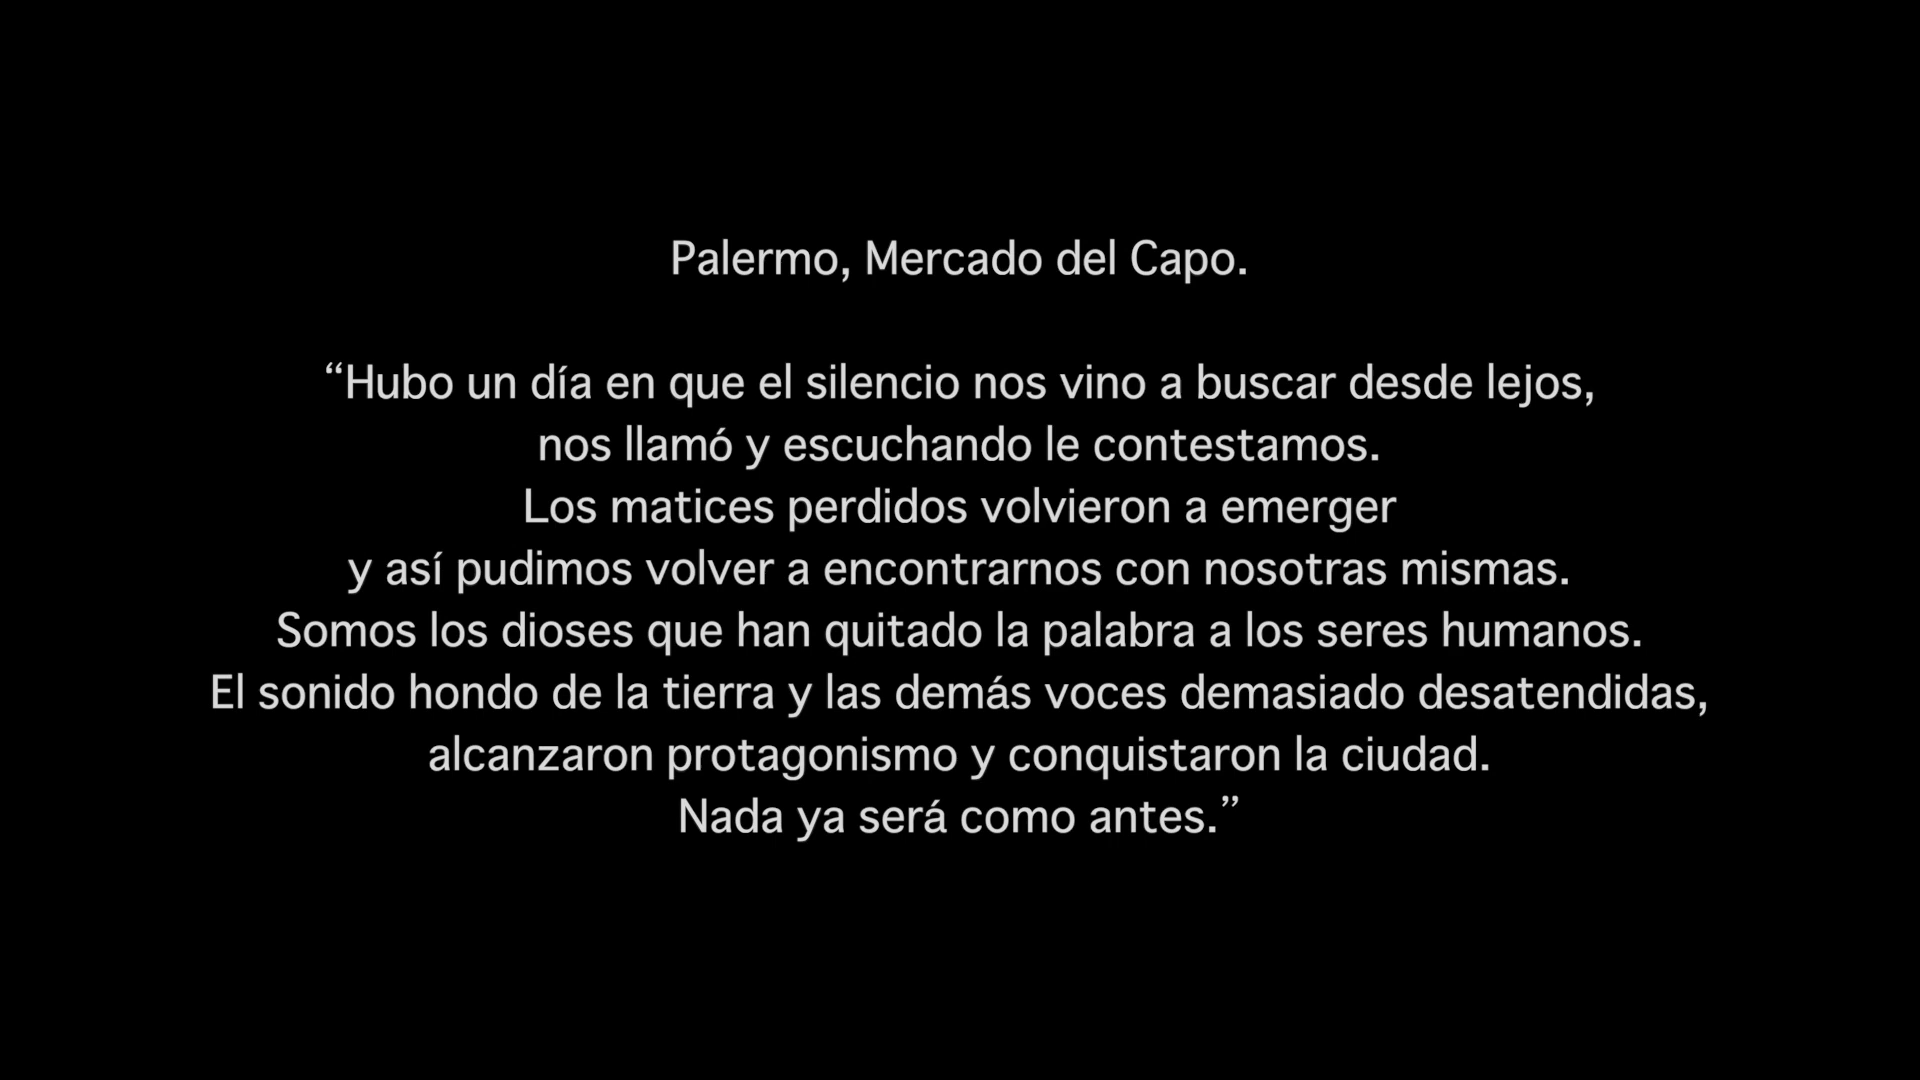 Palermo, Mercado del Capo.
“Hubo un día en que el silencio nos vino a buscar desde lejos,
nos llamó y escuchando le contestamos.
Los matices perdidos volvieron a emerger
y así pudimos volver a encontrarnos con nosotras mismas.
Somos los dioses que han quitado la palabra a los seres humanos.
El sonido hondo de la tierra y las demás voces demasiado desatendidas,
alcanzaron protagonismo y conquistaron la ciudad.
Nada ya será como antes.”